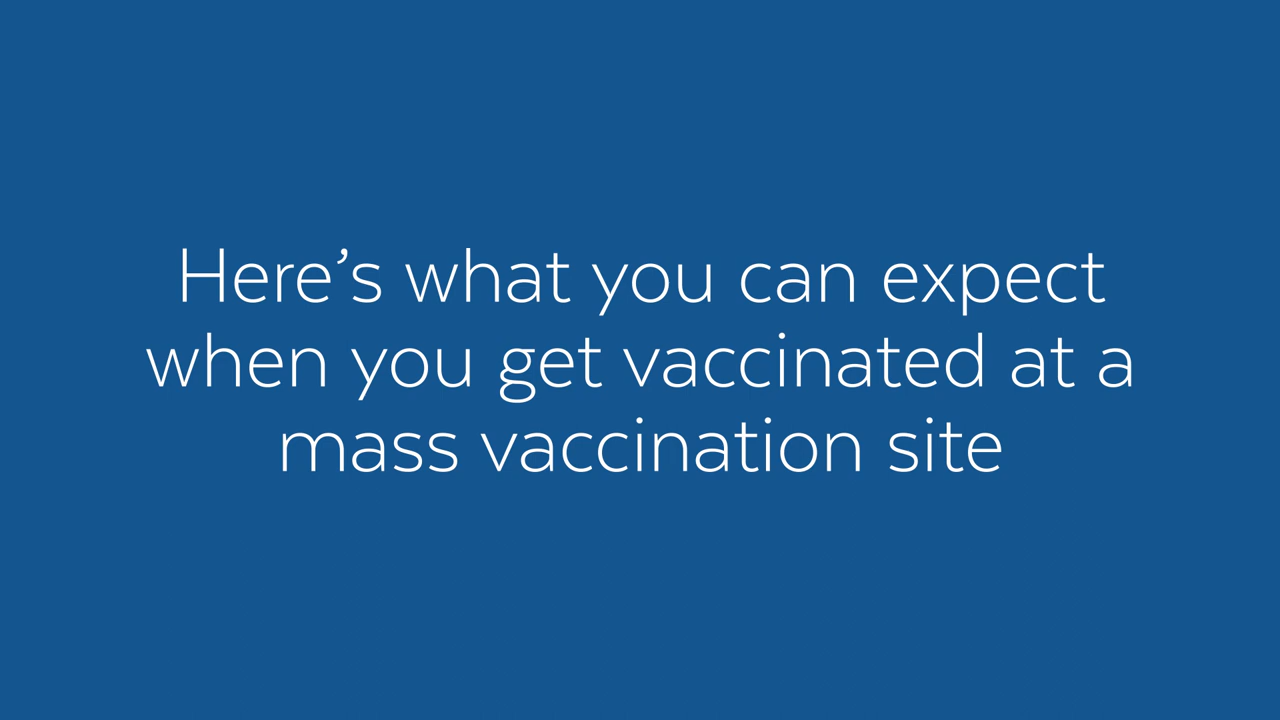 Here’s what you can expect
when you get vaccinated at a
mass vaccination site